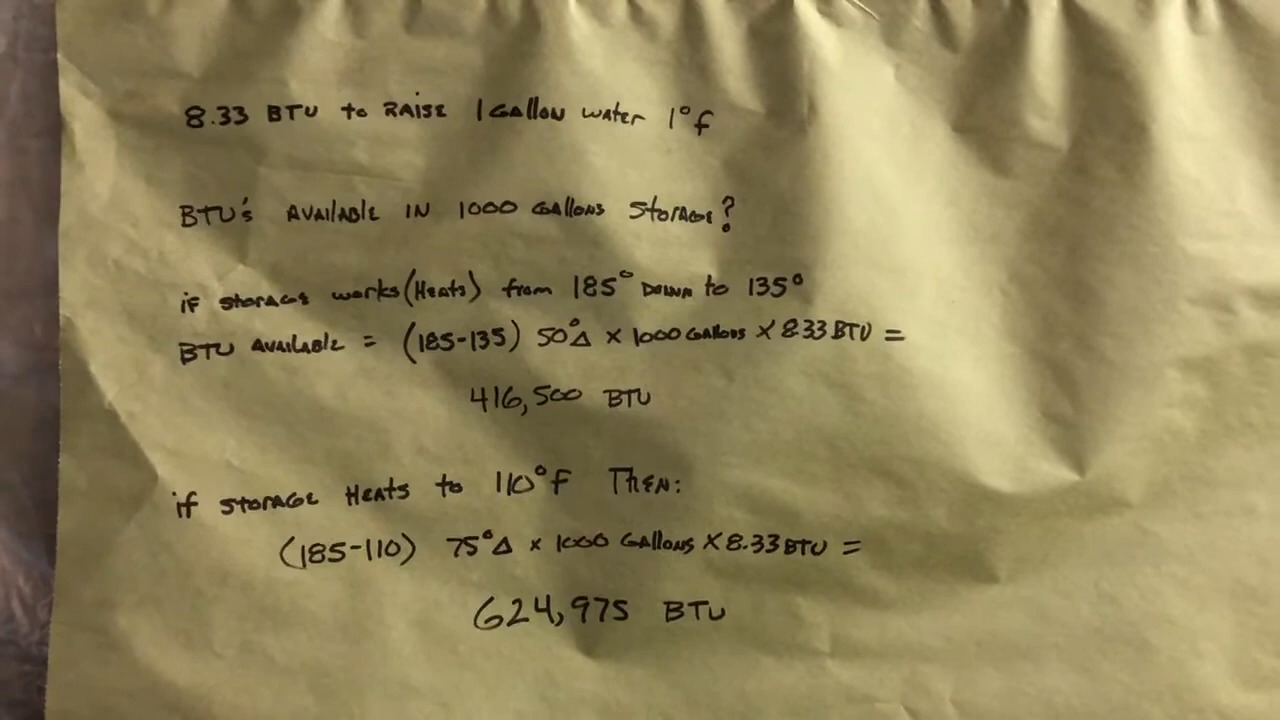 8.33 BTU to RAISE 1 GALLON water 1°f
BTU's AVAILABLE IN 1000 GALLONS STORAGE?
if STORAGE works (Heats) from 185° DOWN to 135°
BTU AVAILABLE = (185-135) 50°Δ x 1000 GALLONS x 8.33 BTU =
416,500 BTU
if STORAGE HEATS to 110°F THEN:
(185-110) 75°Δ x 1000 GALLONS x 8.33 BTU =
624,975 BTU